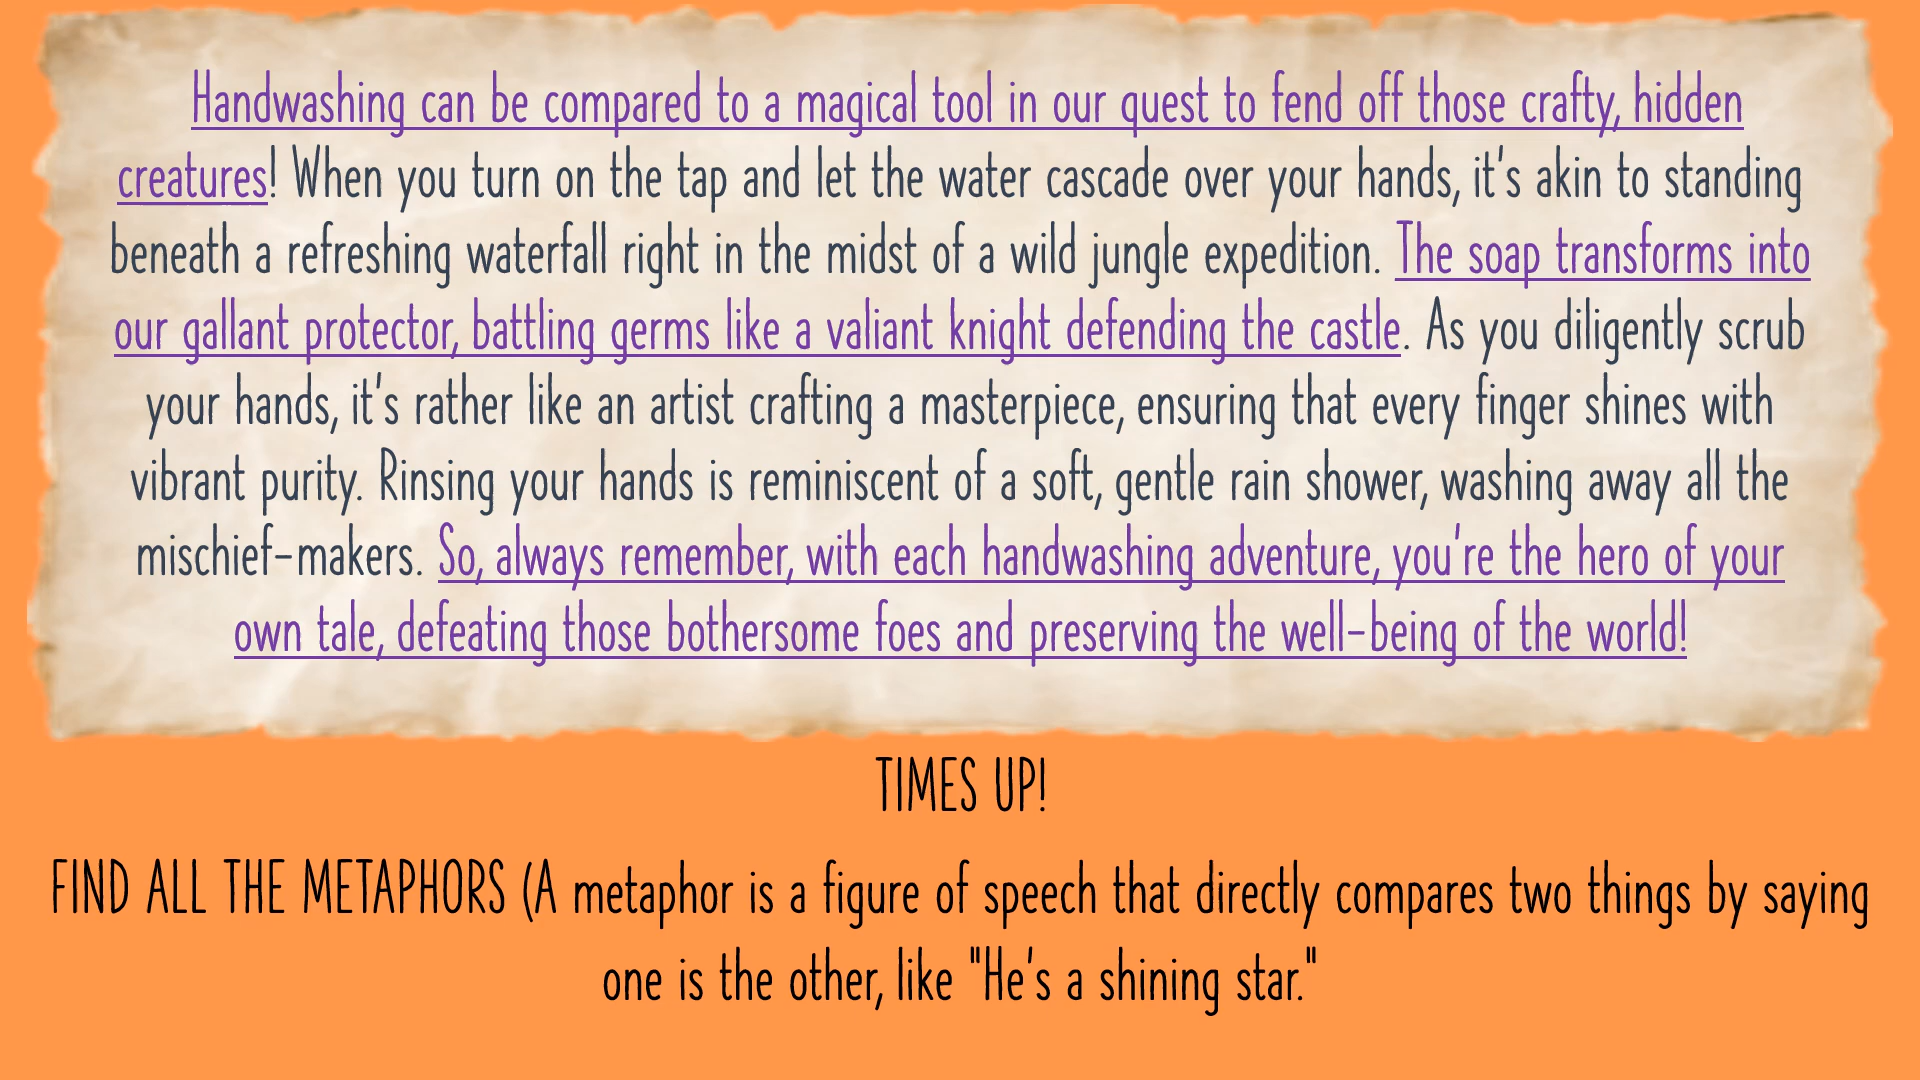 Handwashing can be compared to a magical tool in our quest to fend off those crafty, hidden
creatures! When you turn on the tap and let the water cascade over your hands, it's akin to standing
beneath a refreshing waterfall right in the midst of a wild jungle expedition. The soap transforms into
our gallant protector, battling germs like a valiant knight defending the castle. As you diligently scrub
your hands, it's rather like an artist crafting a masterpiece, ensuring that every finger shines with
vibrant purity. Rinsing your hands is reminiscent of a soft, gentle rain shower, washing away all the
mischief-makers. So, always remember, with each handwashing adventure, you're the hero of your
own tale, defeating those bothersome foes and preserving the well-being of the world!
TIMES UP!
FIND ALL THE METAPHORS (A metaphor is a figure of speech that directly compares two things by saying
one is the other, like "He's a shining star."